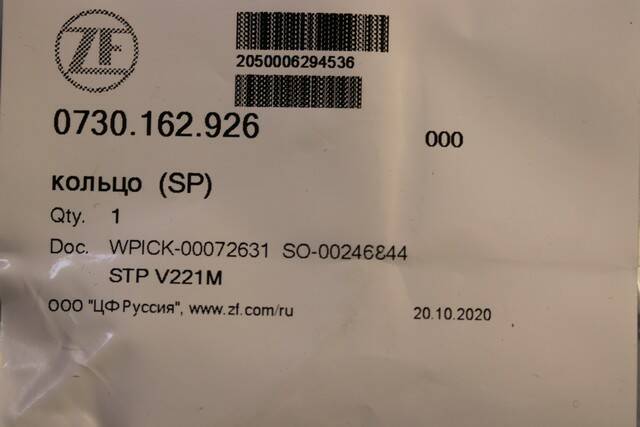 ZF
2050006294536
0730.162.926
000
кольцо (SP)
Qty. 1
Doc. WPICK-00072631 SO-00246844
STP V221M
ООО "ЦФ Руссия", www.zf.com/ru
20.10.2020